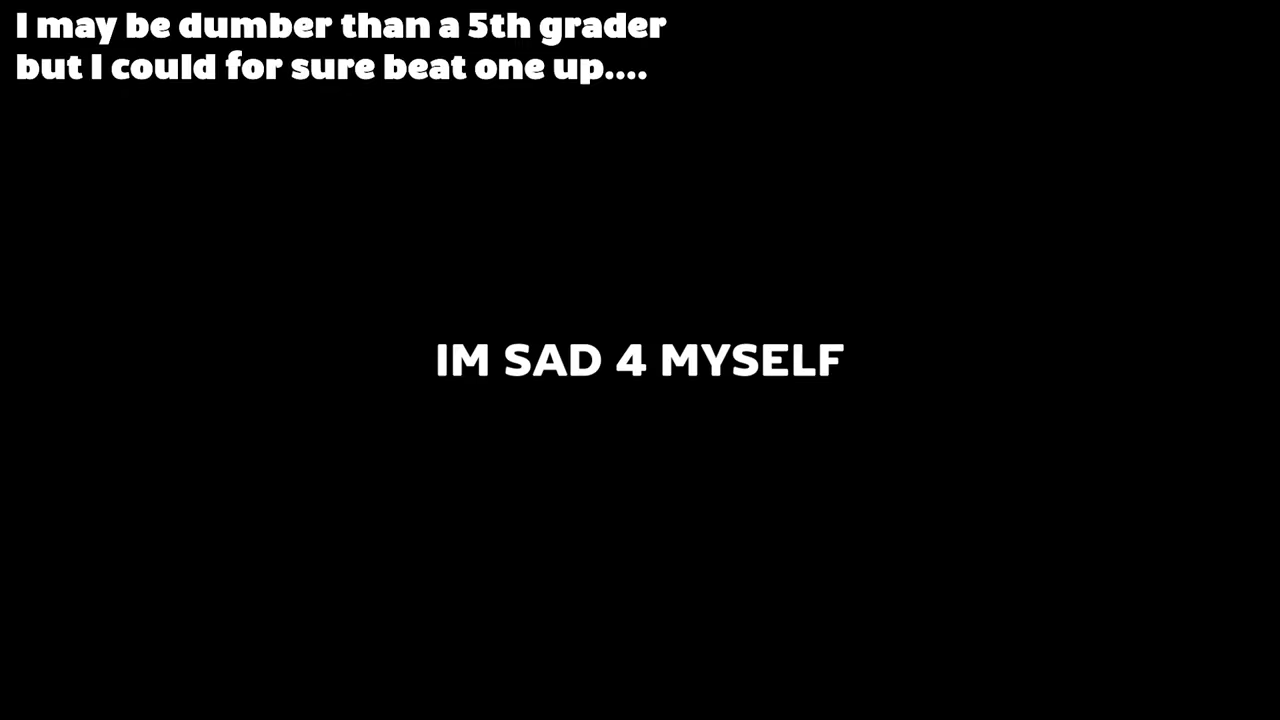 I may be dumber than a 5th grader
but I could for sure beat one up....
IM SAD 4 MYSELF